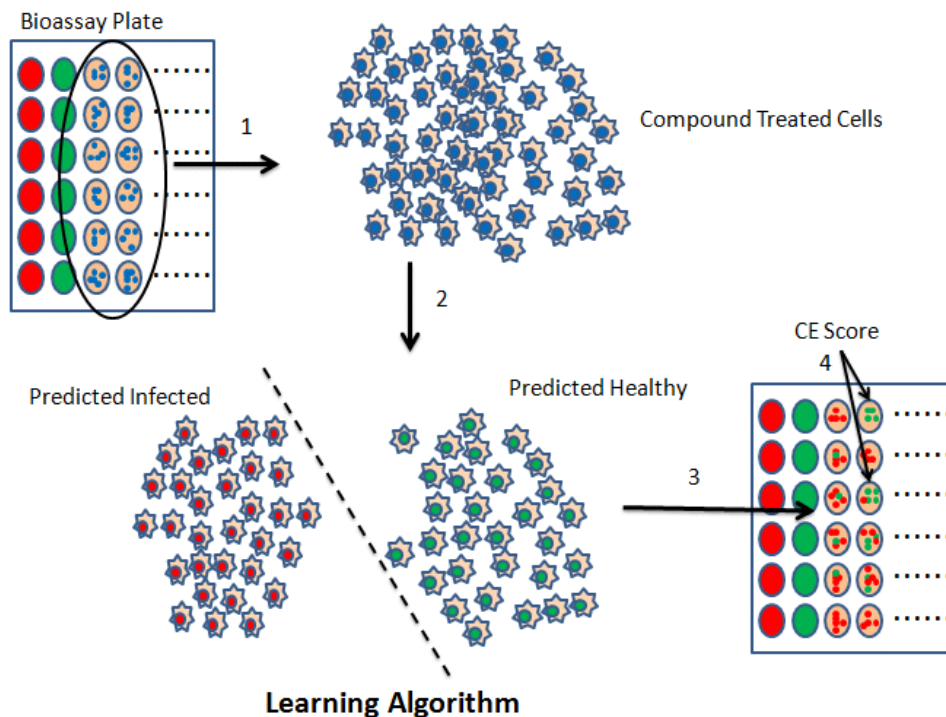 Bioassay Plate
1
Compound Treated Cells
2
CE Score
4
Predicted Infected
Predicted Healthy
3
Learning Algorithm